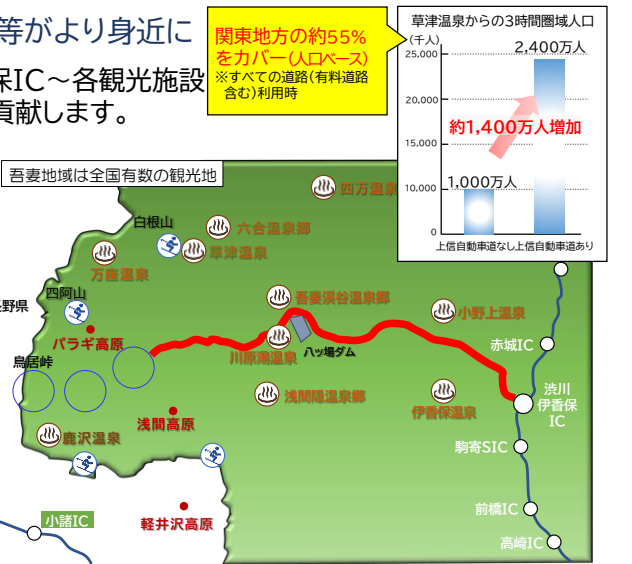 等がより身近に
保IC～各観光施設
貢献します。
関東地方の約55%
をカバー(人口ベース)
※すべての道路(有料道路
含む)利用時
草津温泉からの3時間圏域人口
(千人)
25,000
20,000
15,000
10,000
0
2,400万人
約1,400万人増加
1,000万人
上信自動車道なし
上信自動車道あり
吾妻地域は全国有数の観光地
四万温泉
白根山
六合温泉郷
草津温泉
万座温泉
長野県
四阿山
吾妻渓谷温泉郷
小野上温泉
パラギ高原
川原湯温泉
八ッ場ダム
赤城IC
鳥居峠
浅間隠温泉郷
伊香保温泉
渋川
伊香保
IC
浅間高原
鹿沢温泉
駒寄SIC
小諸IC
軽井沢高原
前橋IC
高崎IC